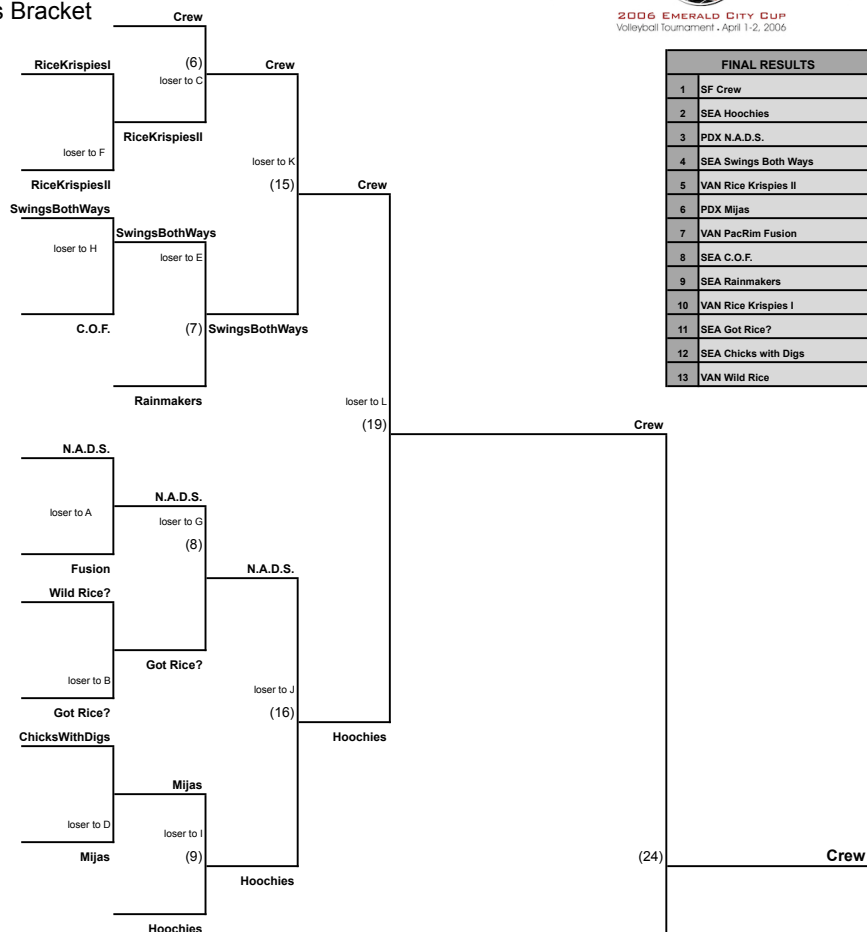 s Bracket
2006 EMERALD CITY CUP
Volleyball Tournament • April 1-2, 2006
FINAL RESULTS
1 SF Crew
2 SEA Hoochies
3 PDX N.A.D.S.
4 SEA Swings Both Ways
5 VAN Rice Krispies II
6 PDX Mijas
7 VAN PacRim Fusion
8 SEA C.O.F.
9 SEA Rainmakers
10 VAN Rice Krispies I
11 SEA Got Rice?
12 SEA Chicks with Digs
13 VAN Wild Rice
Crew
RiceKrispiesI
(6)
Crew
loser to C
RiceKrispiesII
loser to F
loser to K
RiceKrispiesII
(15)
Crew
SwingsBothWays
SwingsBothWays
loser to H
loser to E
C.O.F.
(7)
SwingsBothWays
Rainmakers
loser to L
(19)
Crew
N.A.D.S.
N.A.D.S.
loser to A
loser to G
(8)
Fusion
N.A.D.S.
Wild Rice?
Got Rice?
loser to B
loser to J
Got Rice?
(16)
ChicksWithDigs
Hoochies
Mijas
loser to D
loser to I
Mijas
(9)
(24)
Crew
Hoochies
Hoochies